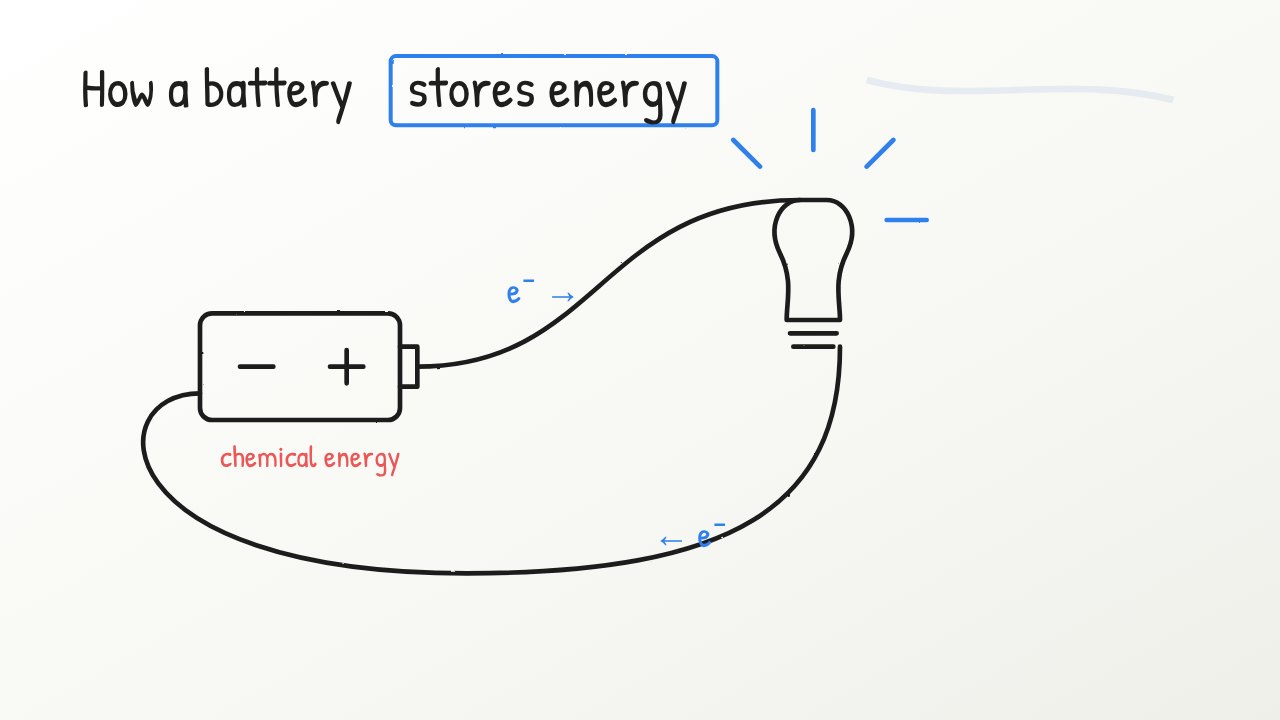 How a battery stores energy
e⁻ →
− +
chemical energy
← e⁻